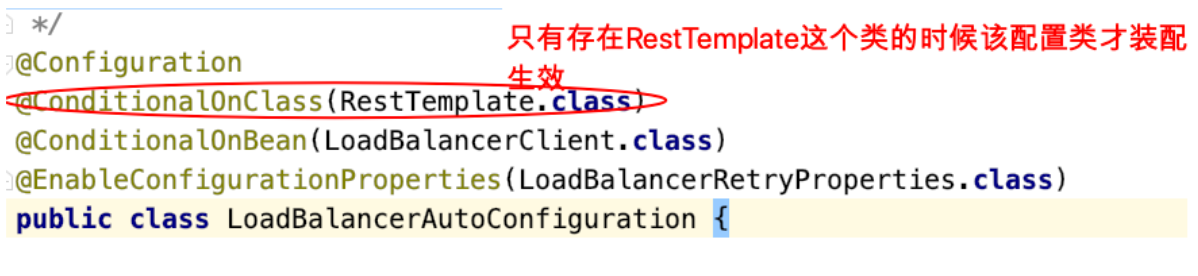 */
只有存在RestTemplate这个类的时候该配置类才装配
生效
@Configuration
@ConditionalOnClass(RestTemplate.class)
@ConditionalOnBean(LoadBalancerClient.class)
@EnableConfigurationProperties(LoadBalancerRetryProperties.class)
public class LoadBalancerAutoConfiguration {